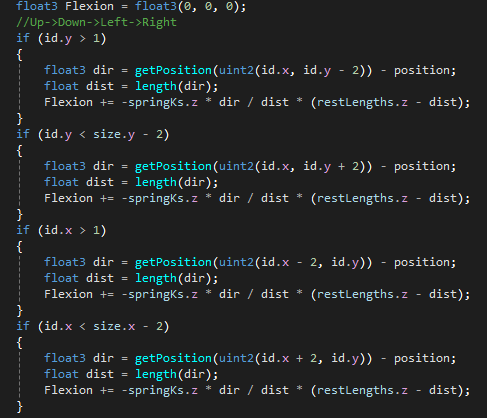 float3 Flexion = float3(0, 0, 0);
//Up->Down->Left->Right
if (id.y > 1)
{
    float3 dir = getPosition(uint2(id.x, id.y - 2)) - position;
    float dist = length(dir);
    Flexion += -springKs.z * dir / dist * (restLengths.z - dist);
}
if (id.y < size.y - 2)
{
    float3 dir = getPosition(uint2(id.x, id.y + 2)) - position;
    float dist = length(dir);
    Flexion += -springKs.z * dir / dist * (restLengths.z - dist);
}
if (id.x > 1)
{
    float3 dir = getPosition(uint2(id.x - 2, id.y)) - position;
    float dist = length(dir);
    Flexion += -springKs.z * dir / dist * (restLengths.z - dist);
}
if (id.x < size.x - 2)
{
    float3 dir = getPosition(uint2(id.x + 2, id.y)) - position;
    float dist = length(dir);
    Flexion += -springKs.z * dir / dist * (restLengths.z - dist);
}